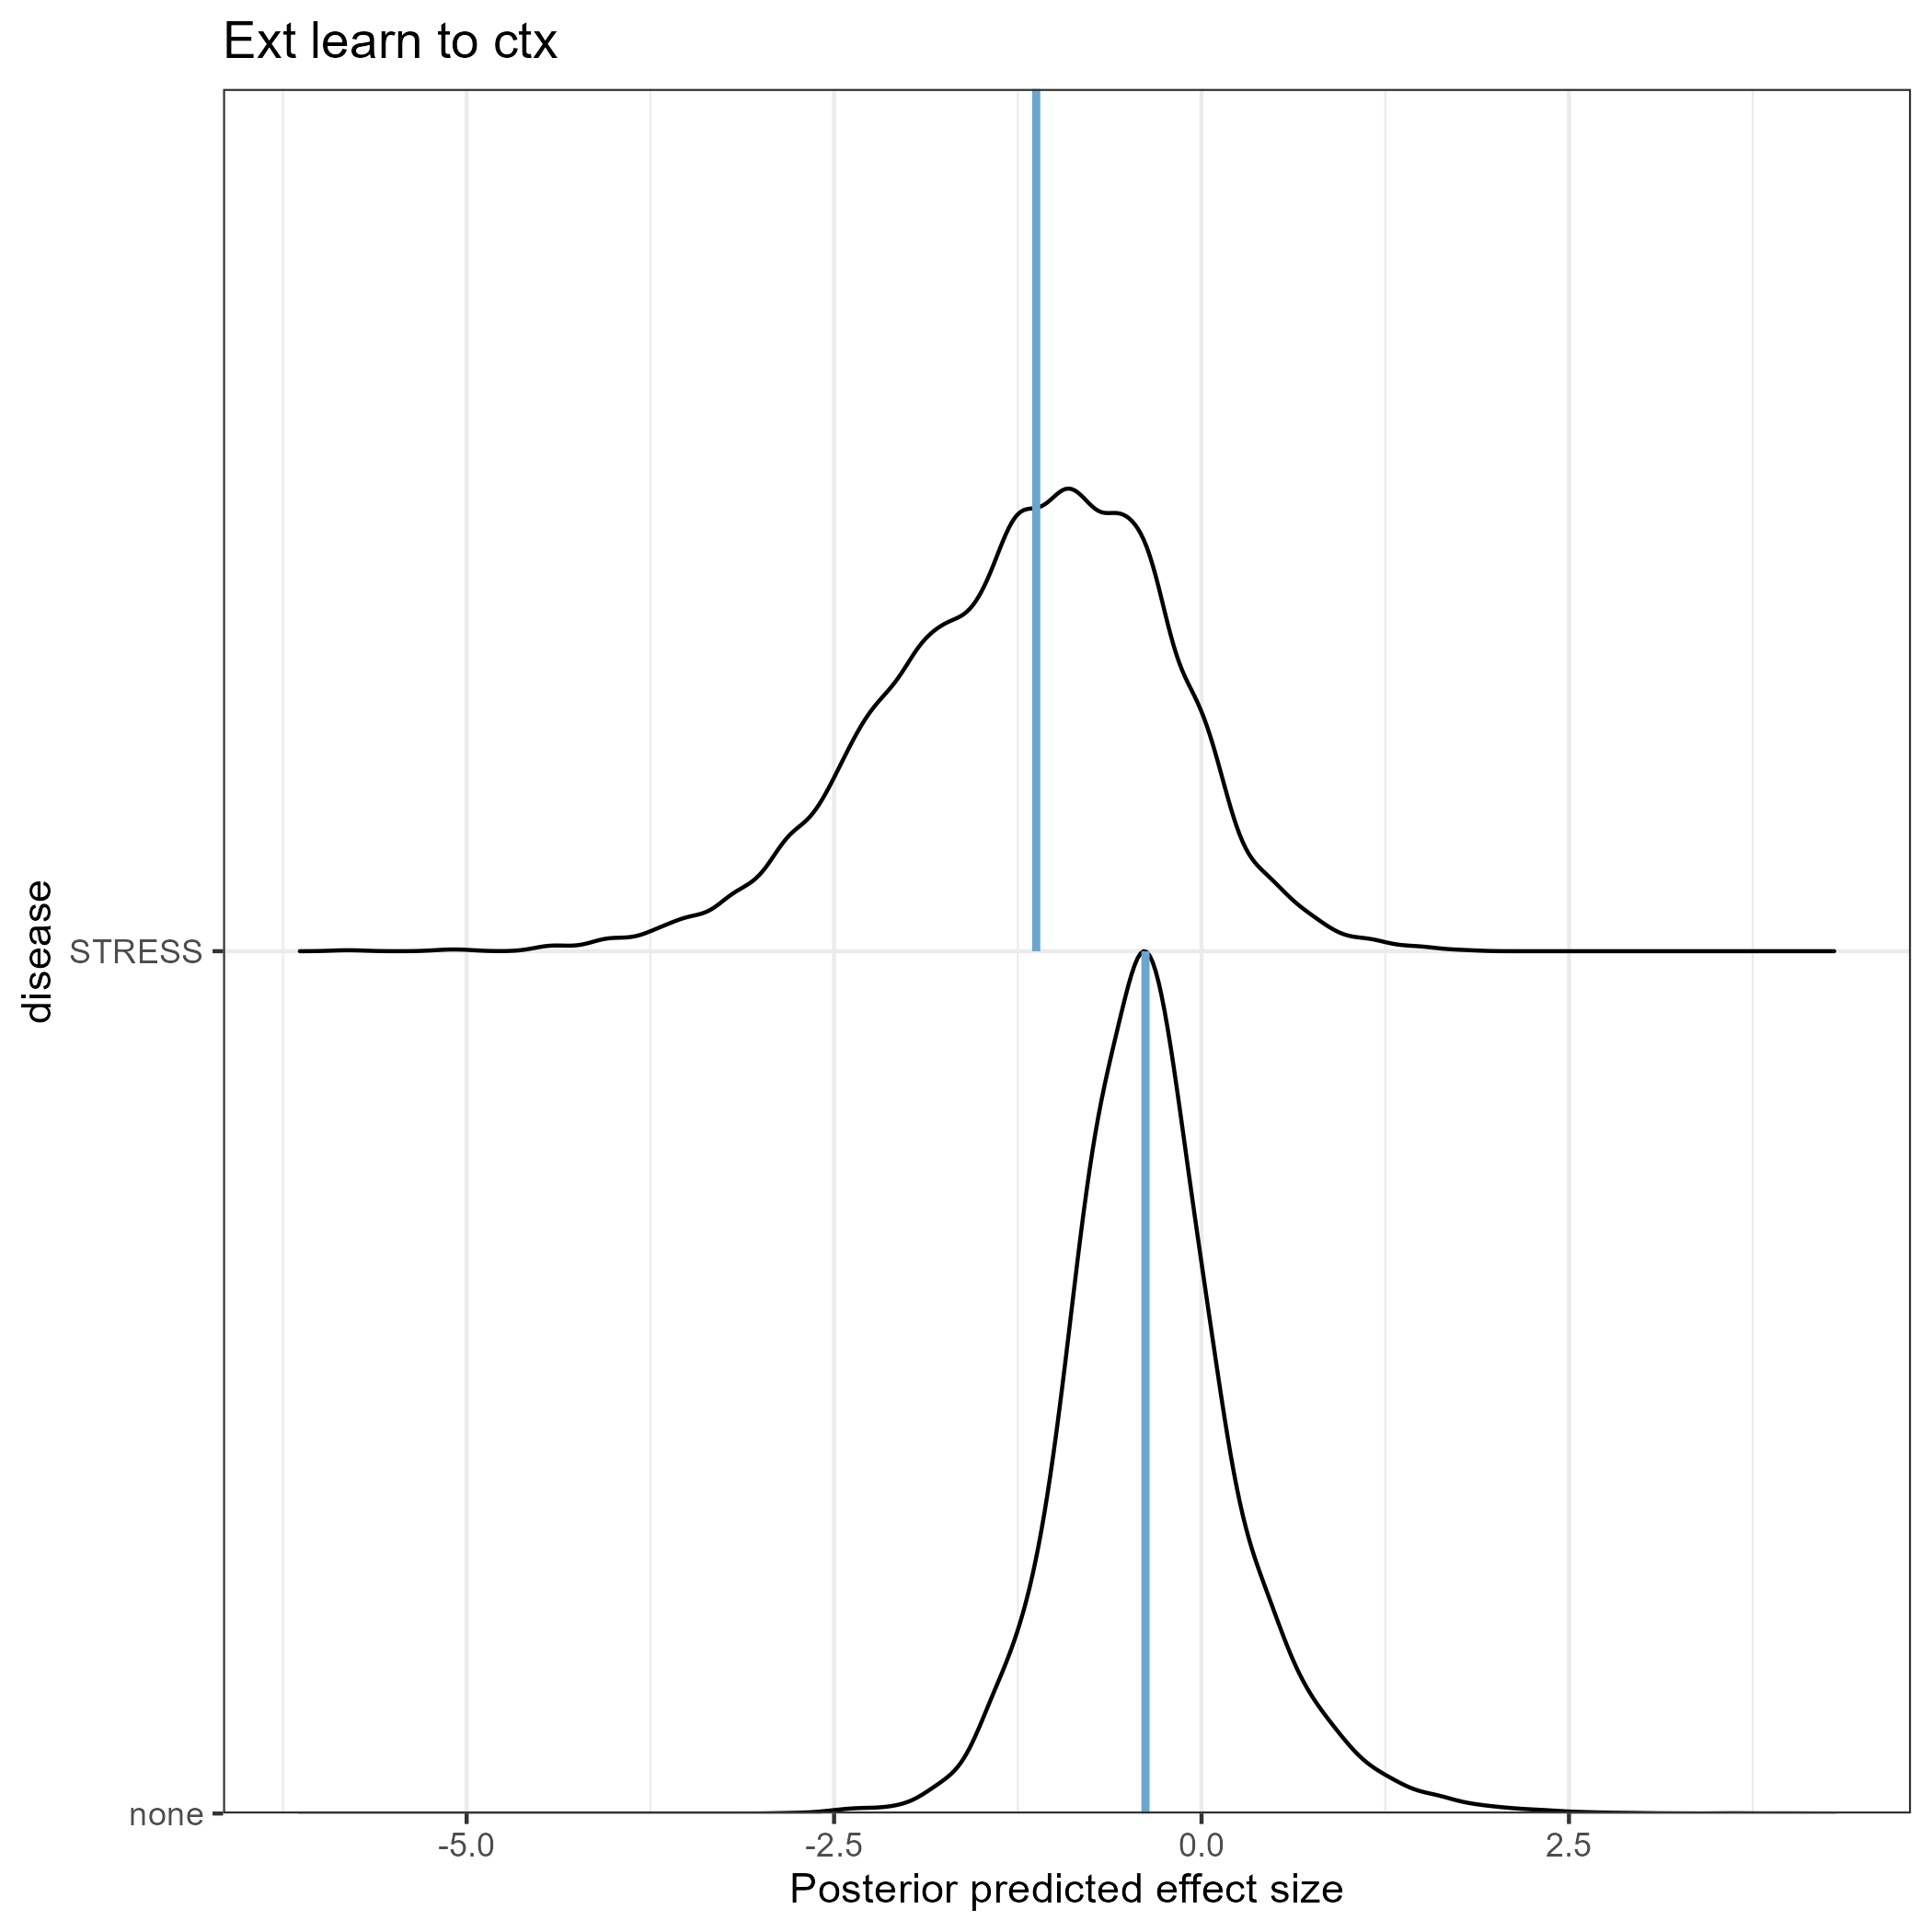 Ext learn to ctx
disease
STRESS
none
-5.0
-2.5
0.0
2.5
Posterior predicted effect size